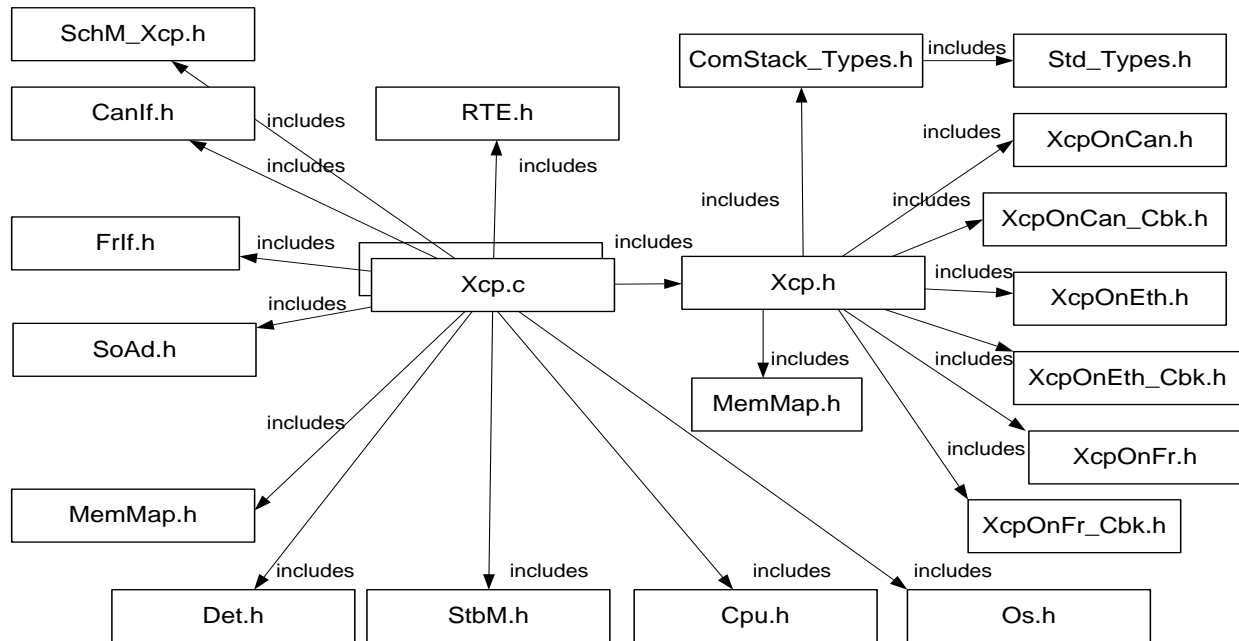 SchM_Xcp.h
ComStack_Types.h
includes
Std_Types.h
CanIf.h
includes
RTE.h
includes
XcpOnCan.h
includes
includes
includes
includes
XcpOnCan_Cbk.h
FrIf.h
includes
includes
Xcp.c
Xcp.h
includes
XcpOnEth.h
includes
SoAd.h
includes
includes
XcpOnEth_Cbk.h
MemMap.h
includes
includes
XcpOnFr.h
MemMap.h
XcpOnFr_Cbk.h
includes
includes
includes
includes
Det.h
StbM.h
Cpu.h
Os.h